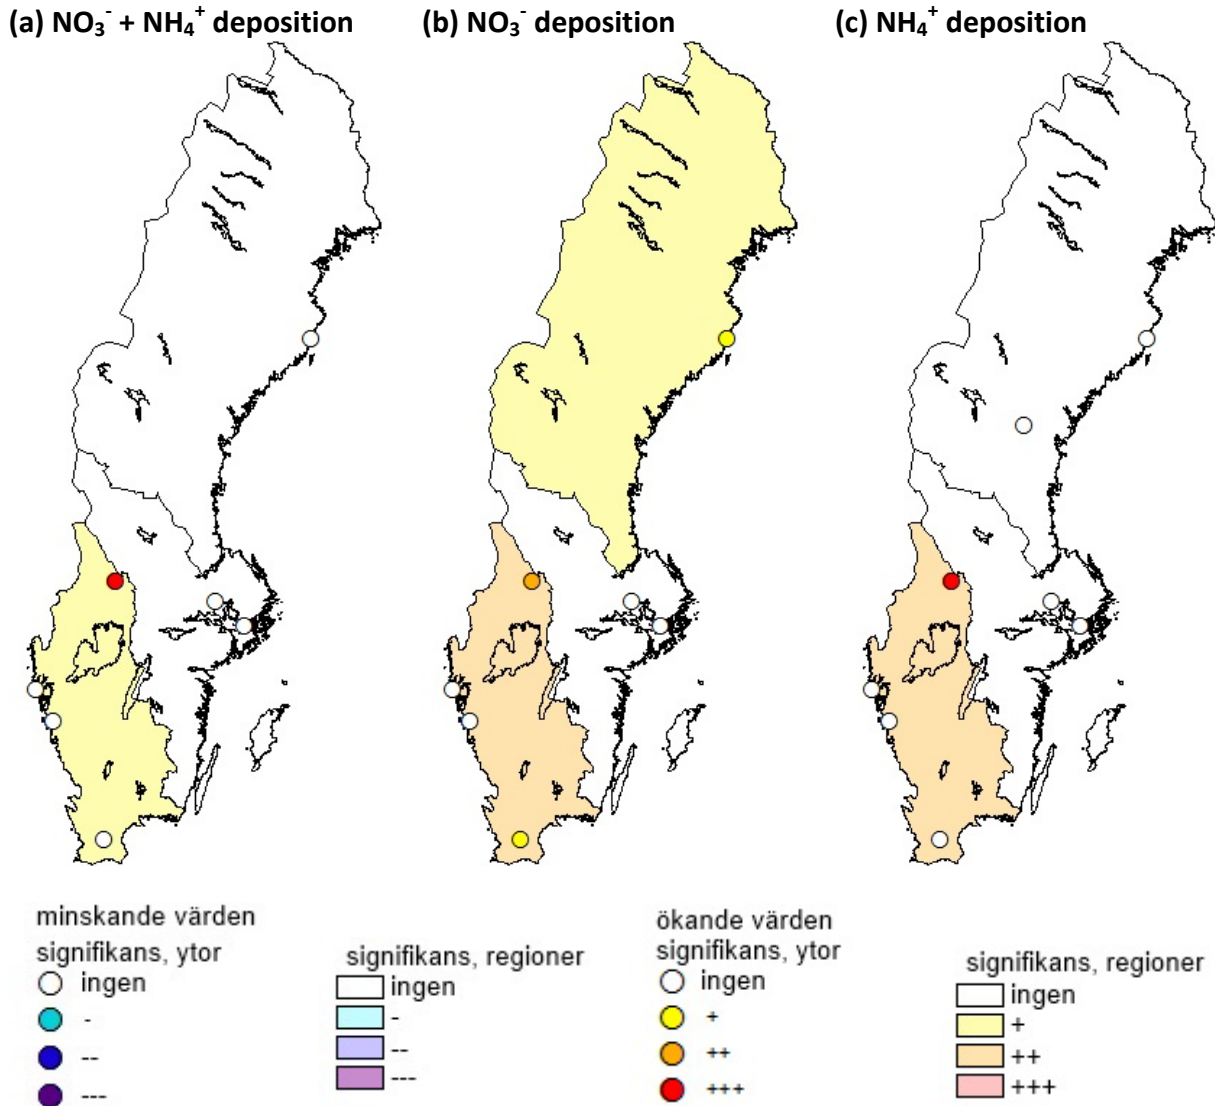 (a) NO₃⁻ + NH₄⁺ deposition
(b) NO₃⁻ deposition
(c) NH₄⁺ deposition
minskande värden
signifikans, ytor
ingen
-
--
---
signifikans, regioner
ingen
-
--
---
ökande värden
signifikans, ytor
ingen
+
++
+++
signifikans, regioner
ingen
+
++
+++